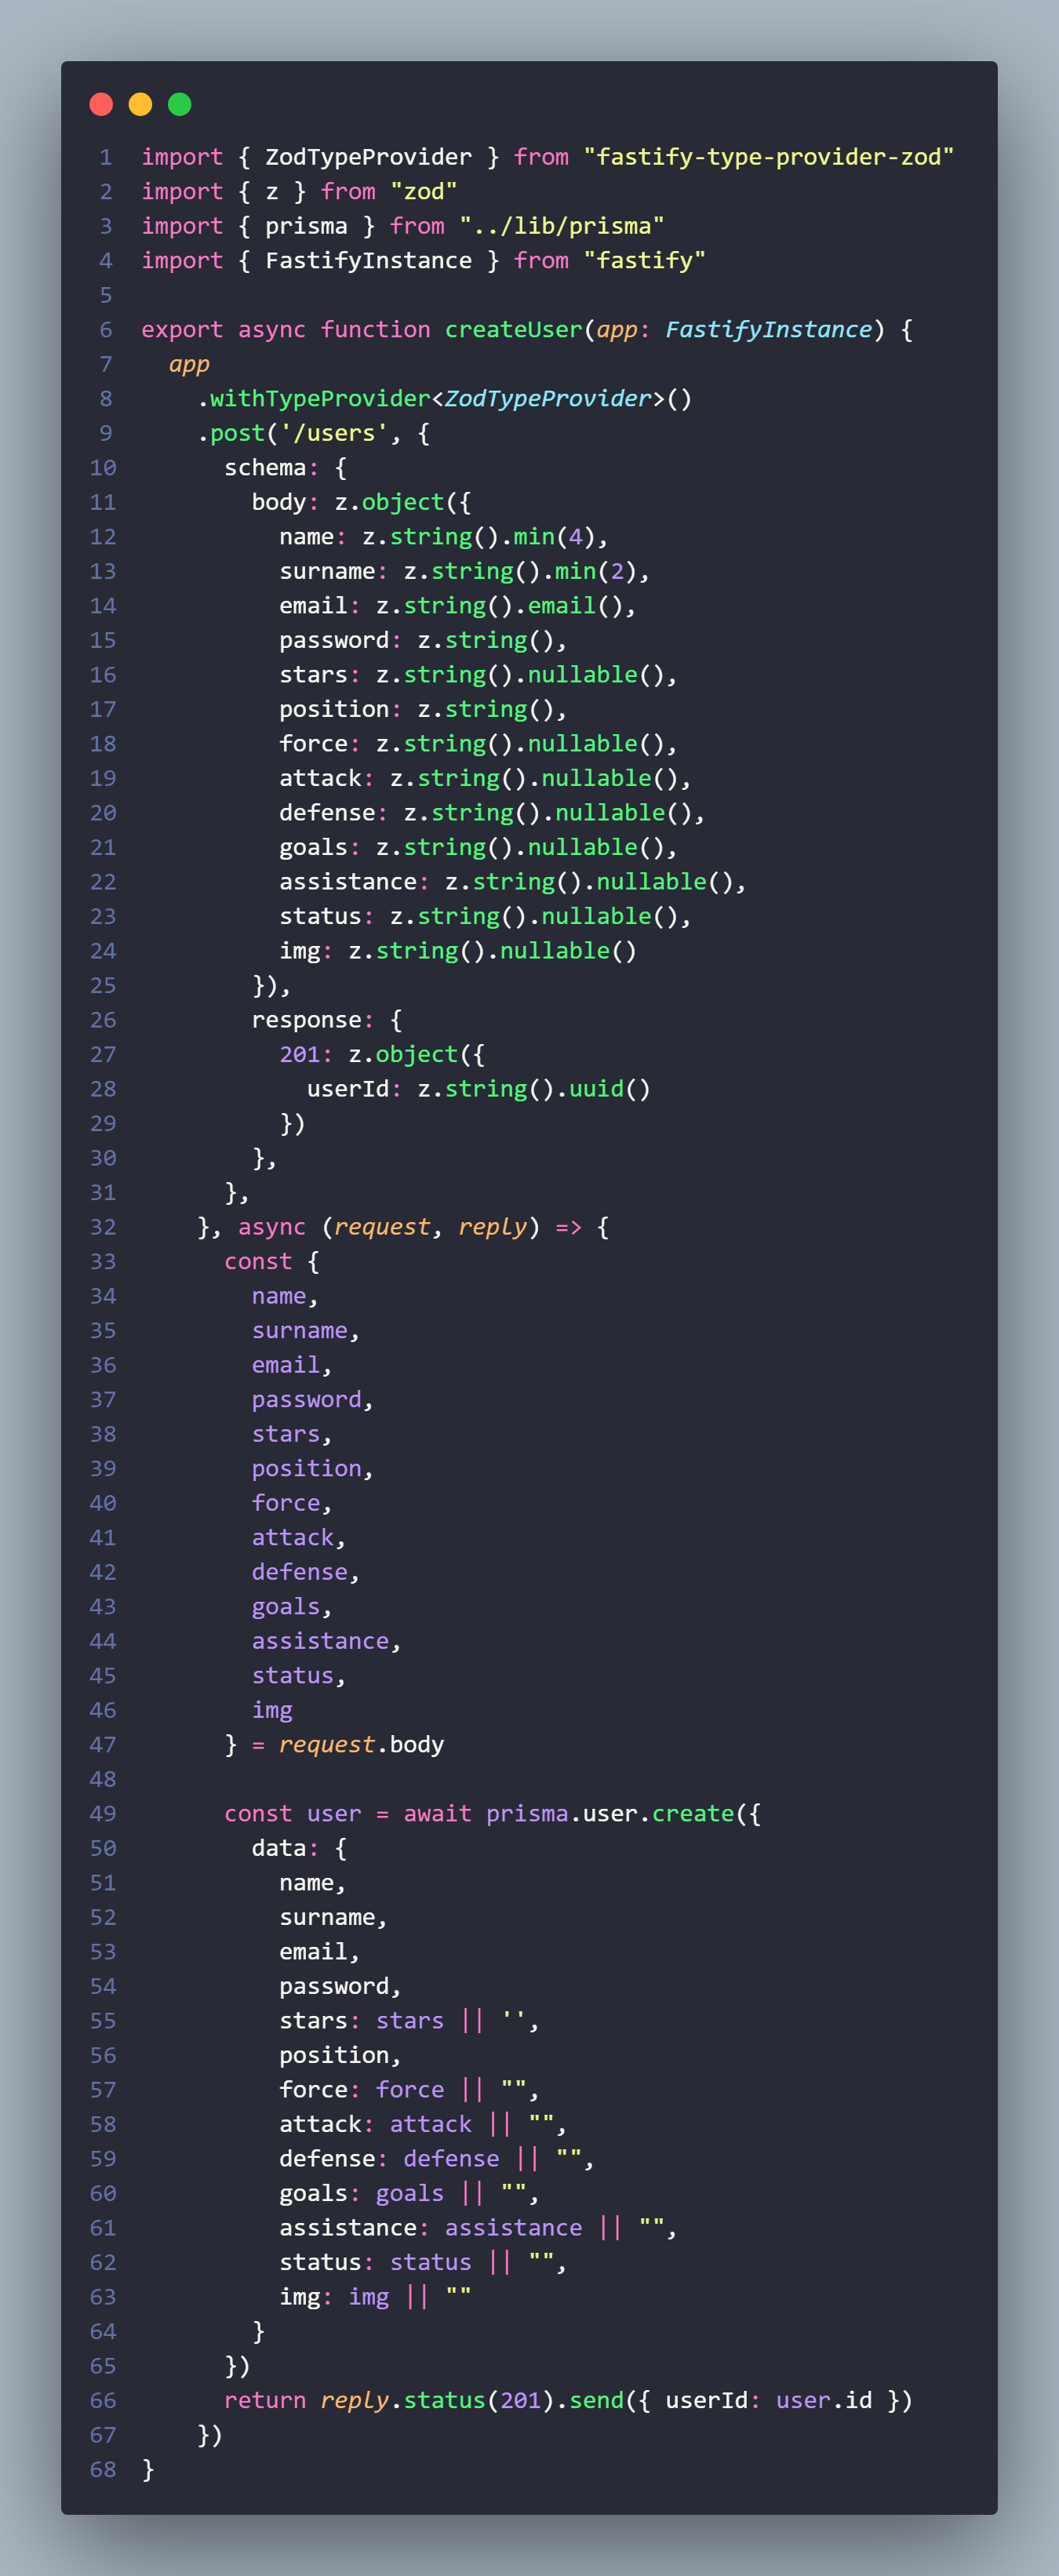 1 import { ZodTypeProvider } from "fastify-type-provider-zod"
2 import { z } from "zod"
3 import { prisma } from "../lib/prisma"
4 import { FastifyInstance } from "fastify"
5
6 export async function createUser(app: FastifyInstance) {
7   app
8     .withTypeProvider<ZodTypeProvider>()
9     .post('/users', {
10       schema: {
11         body: z.object({
12           name: z.string().min(4),
13           surname: z.string().min(2),
14           email: z.string().email(),
15           password: z.string(),
16           stars: z.string().nullable(),
17           position: z.string(),
18           force: z.string().nullable(),
19           attack: z.string().nullable(),
20           defense: z.string().nullable(),
21           goals: z.string().nullable(),
22           assistance: z.string().nullable(),
23           status: z.string().nullable(),
24           img: z.string().nullable()
25         }),
26         response: {
27           201: z.object({
28             userId: z.string().uuid()
29           })
30         },
31       },
32     }, async (request, reply) => {
33       const {
34         name,
35         surname,
36         email,
37         password,
38         stars,
39         position,
40         force,
41         attack,
42         defense,
43         goals,
44         assistance,
45         status,
46         img
47       } = request.body
48
49       const user = await prisma.user.create({
50         data: {
51           name,
52           surname,
53           email,
54           password,
55           stars: stars || '',
56           position,
57           force: force || "",
58           attack: attack || "",
59           defense: defense || "",
60           goals: goals || "",
61           assistance: assistance || "",
62           status: status || "",
63           img: img || ""
64         }
65       })
66       return reply.status(201).send({ userId: user.id })
67     })
68 }